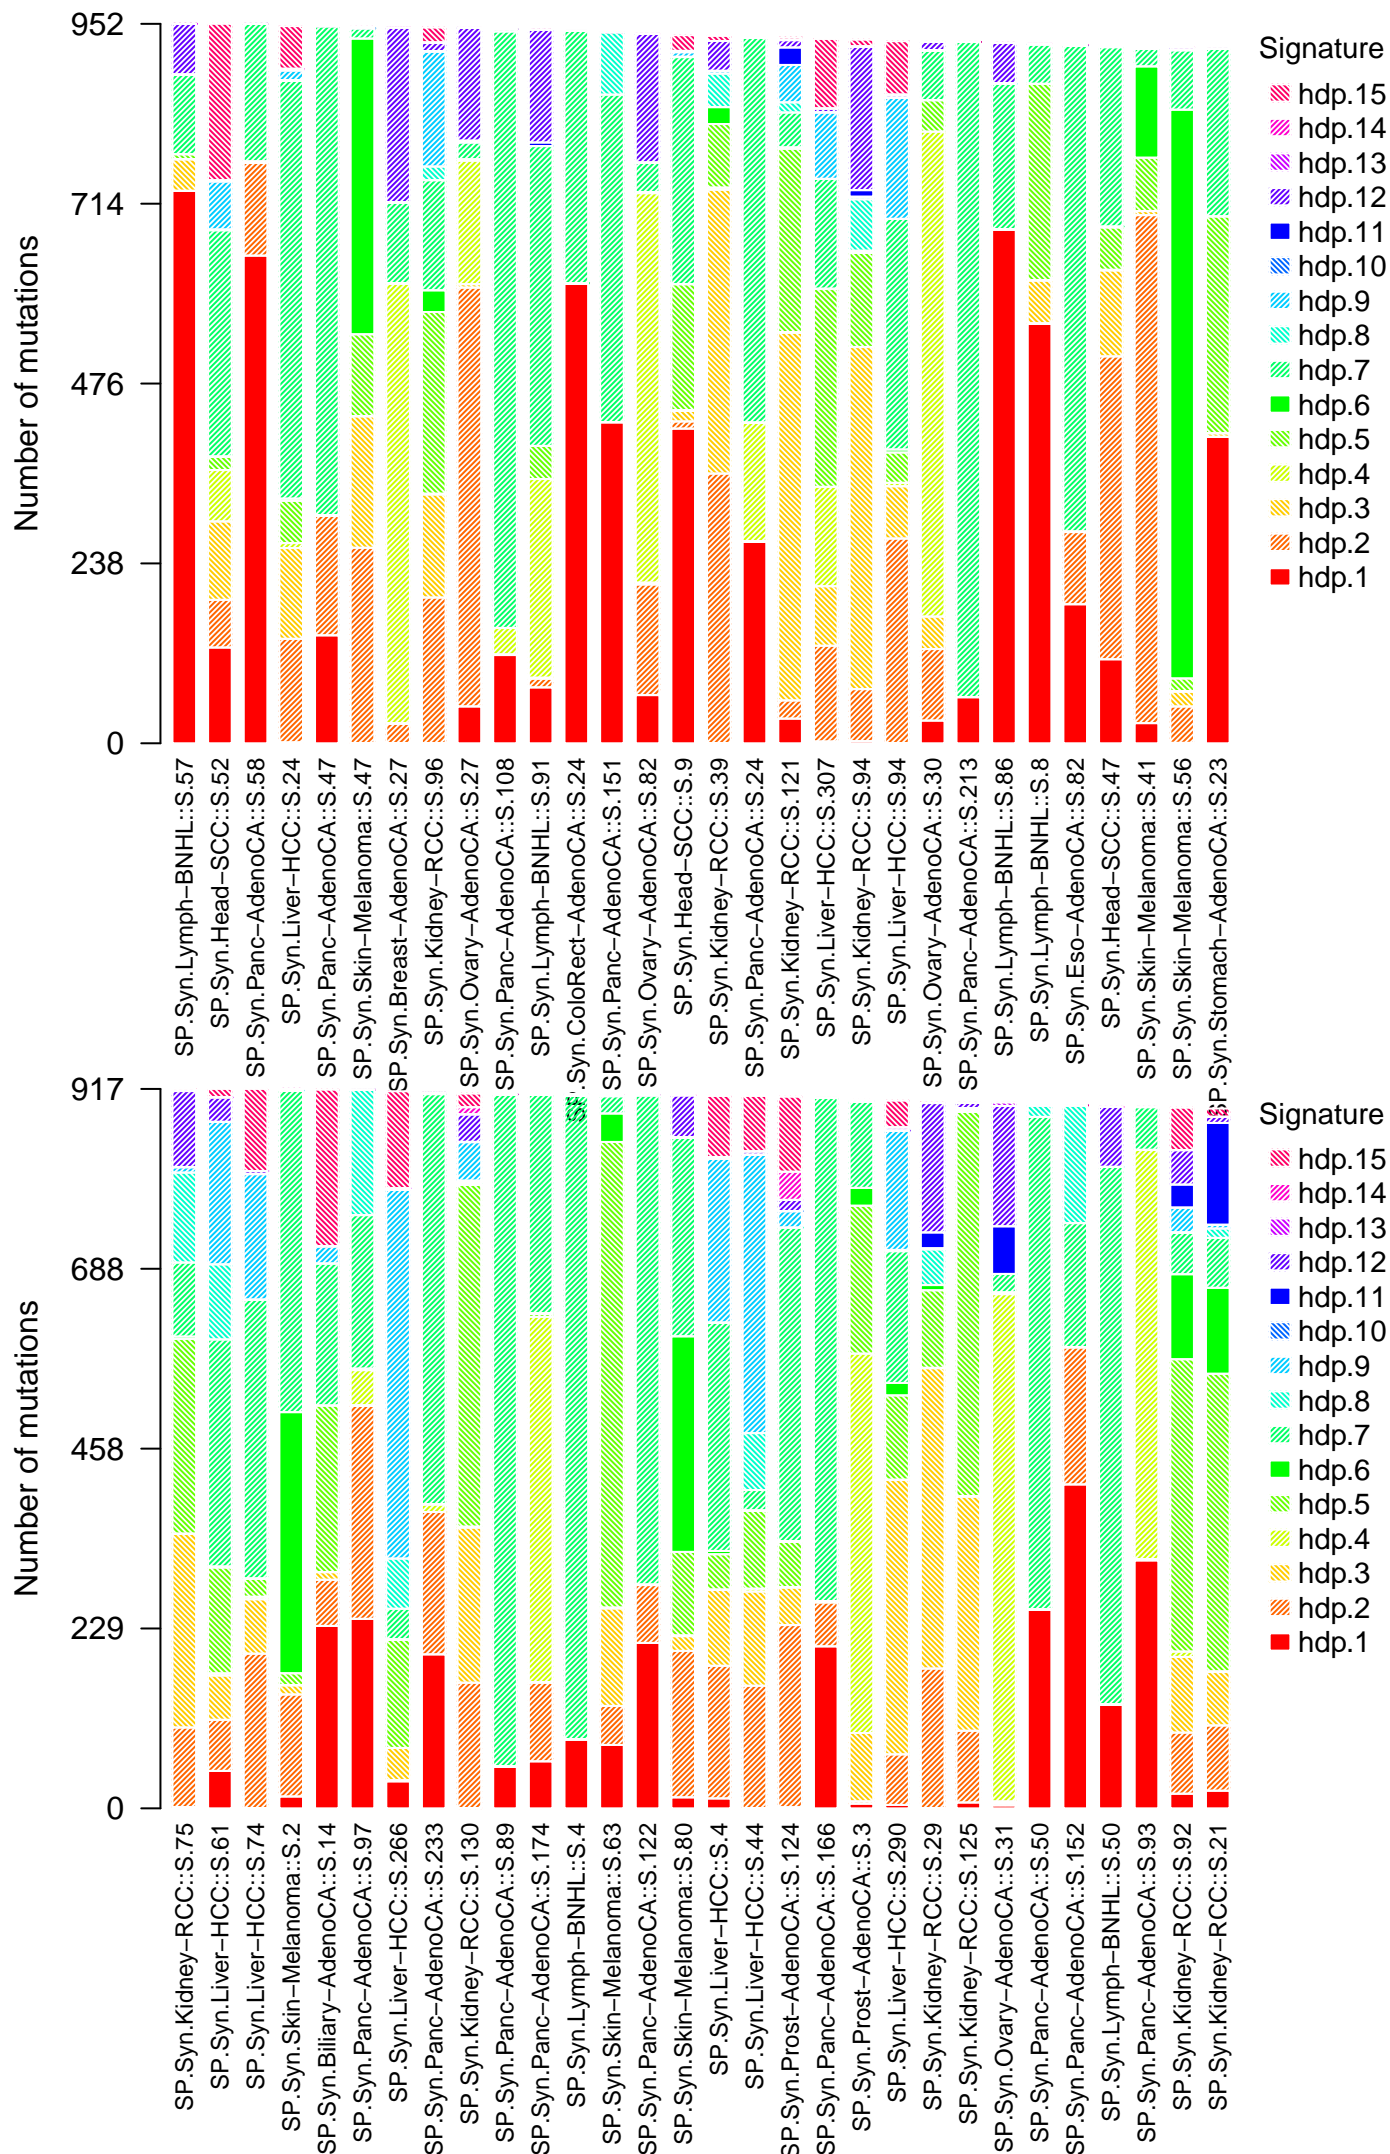 Number of mutations
952
714
476
238
0
Signature
hdp.15
hdp.14
hdp.13
hdp.12
hdp.11
hdp.10
hdp.9
hdp.8
hdp.7
hdp.6
hdp.5
hdp.4
hdp.3
hdp.2
hdp.1
SP.Syn.Lymph−BNHL::S.57
SP.Syn.Head−SCC::S.52
SP.Syn.Panc−AdenoCA::S.58
SP.Syn.Liver−HCC::S.24
SP.Syn.Panc−AdenoCA::S.47
SP.Syn.Skin−Melanoma::S.47
SP.Syn.Breast−AdenoCA::S.27
SP.Syn.Kidney−RCC::S.96
SP.Syn.Ovary−AdenoCA::S.27
SP.Syn.Panc−AdenoCA::S.108
SP.Syn.Lymph−BNHL::S.91
SP.Syn.ColoRect−AdenoCA::S.24
SP.Syn.Panc−AdenoCA::S.151
SP.Syn.Ovary−AdenoCA::S.82
SP.Syn.Head−SCC::S.9
SP.Syn.Kidney−RCC::S.39
SP.Syn.Panc−AdenoCA::S.24
SP.Syn.Kidney−RCC::S.121
SP.Syn.Liver−HCC::S.307
SP.Syn.Kidney−RCC::S.94
SP.Syn.Liver−HCC::S.94
SP.Syn.Ovary−AdenoCA::S.30
SP.Syn.Panc−AdenoCA::S.213
SP.Syn.Lymph−BNHL::S.86
SP.Syn.Lymph−BNHL::S.8
SP.Syn.Eso−AdenoCA::S.82
SP.Syn.Head−SCC::S.47
SP.Syn.Skin−Melanoma::S.41
SP.Syn.Skin−Melanoma::S.56
SP.Syn.Stomach−AdenoCA::S.23
Number of mutations
917
688
458
229
0
Signature
hdp.15
hdp.14
hdp.13
hdp.12
hdp.11
hdp.10
hdp.9
hdp.8
hdp.7
hdp.6
hdp.5
hdp.4
hdp.3
hdp.2
hdp.1
SP.Syn.Kidney−RCC::S.75
SP.Syn.Liver−HCC::S.61
SP.Syn.Liver−HCC::S.74
SP.Syn.Skin−Melanoma::S.2
SP.Syn.Biliary−AdenoCA::S.14
SP.Syn.Panc−AdenoCA::S.97
SP.Syn.Liver−HCC::S.266
SP.Syn.Panc−AdenoCA::S.233
SP.Syn.Kidney−RCC::S.130
SP.Syn.Panc−AdenoCA::S.89
SP.Syn.Panc−AdenoCA::S.174
SP.Syn.Lymph−BNHL::S.4
SP.Syn.Skin−Melanoma::S.63
SP.Syn.Panc−AdenoCA::S.122
SP.Syn.Skin−Melanoma::S.80
SP.Syn.Liver−HCC::S.4
SP.Syn.Liver−HCC::S.44
SP.Syn.Prost−AdenoCA::S.124
SP.Syn.Panc−AdenoCA::S.166
SP.Syn.Prost−AdenoCA::S.3
SP.Syn.Liver−HCC::S.290
SP.Syn.Kidney−RCC::S.29
SP.Syn.Kidney−RCC::S.125
SP.Syn.Ovary−AdenoCA::S.31
SP.Syn.Panc−AdenoCA::S.50
SP.Syn.Panc−AdenoCA::S.152
SP.Syn.Lymph−BNHL::S.50
SP.Syn.Panc−AdenoCA::S.93
SP.Syn.Kidney−RCC::S.92
SP.Syn.Kidney−RCC::S.21